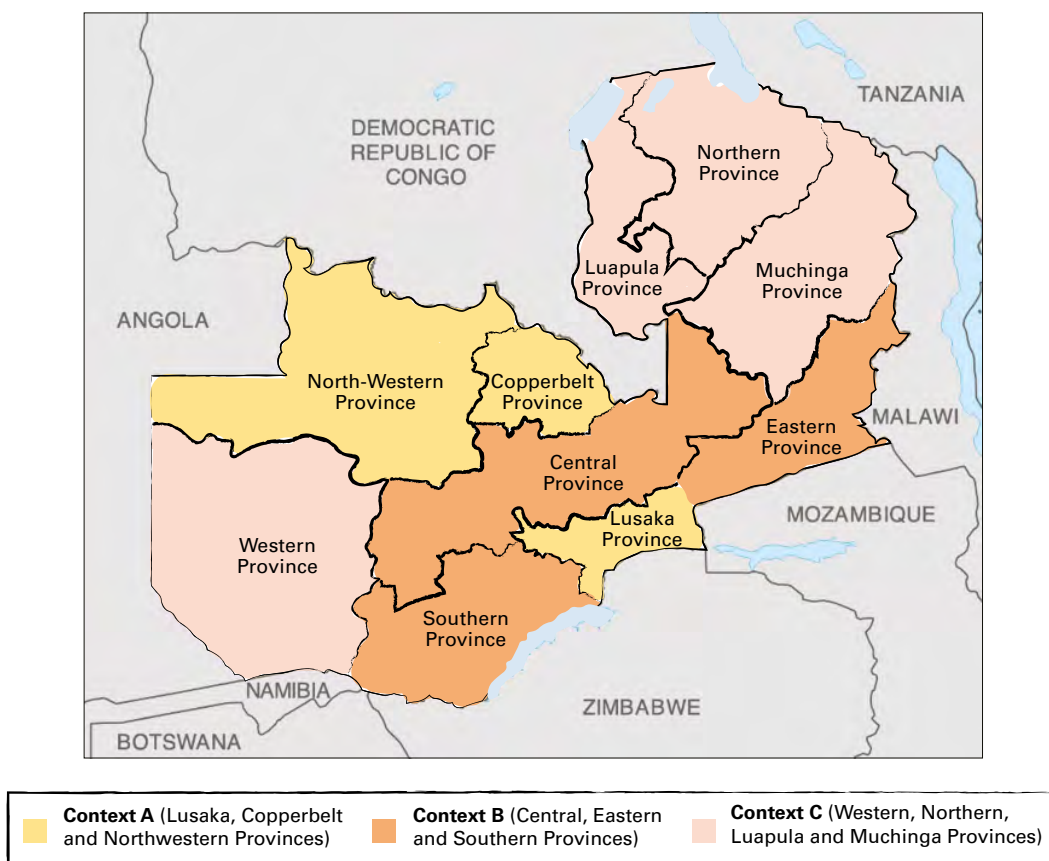 TANZANIA
DEMOCRATIC
REPUBLIC OF
CONGO
Northern
Province
Luapula
Province
Muchinga
Province
ANGOLA
North-Western
Province
Copperbelt
Province
MALAWI
Eastern
Province
Central
Province
MOZAMBIQUE
Lusaka
Province
Western
Province
Southern
Province
NAMIBIA
ZIMBABWE
BOTSWANA
Context A (Lusaka, Copperbelt
and Northwestern Provinces)
Context B (Central, Eastern
and Southern Provinces)
Context C (Western, Northern,
Luapula and Muchinga Provinces)